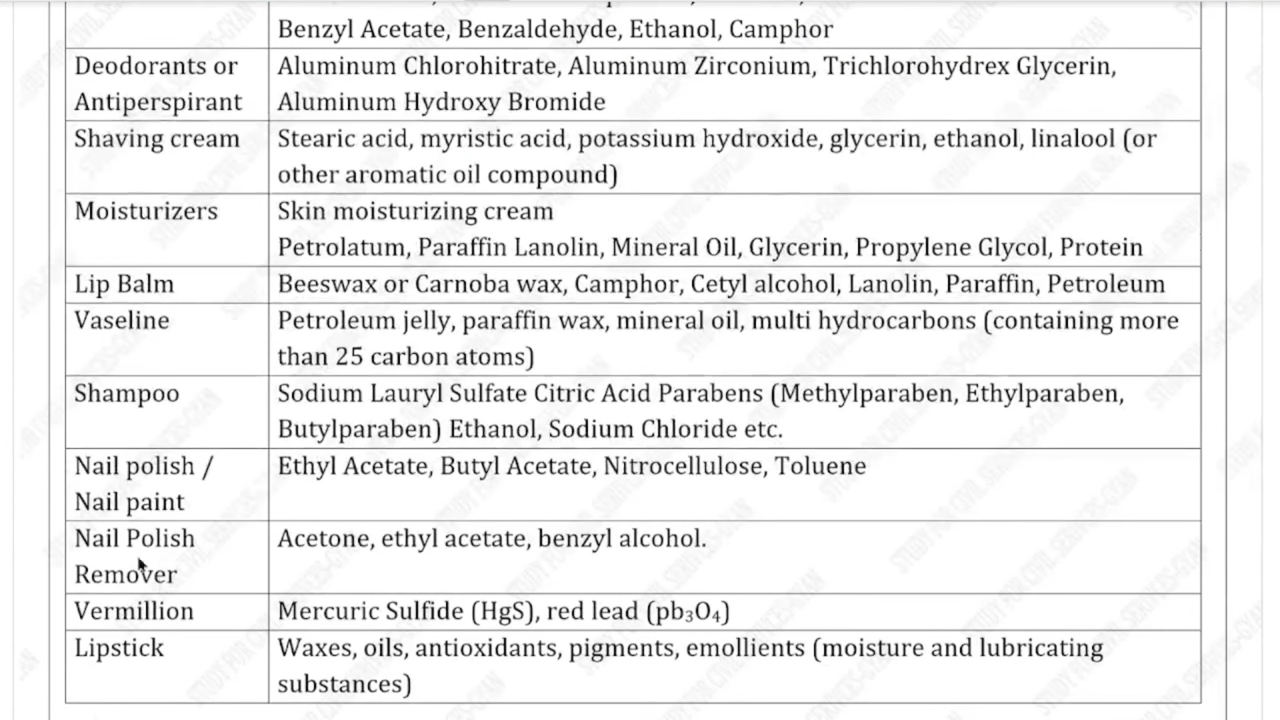 Benzyl Acetate, Benzaldehyde, Ethanol, Camphor
Deodorants or
Antiperspirant
Aluminum Chlorohitrate, Aluminum Zirconium, Trichlorohydrex Glycerin,
Aluminum Hydroxy Bromide
Shaving cream
Stearic acid, myristic acid, potassium hydroxide, glycerin, ethanol, linalool (or
other aromatic oil compound)
Moisturizers
Skin moisturizing cream
Petrolatum, Paraffin Lanolin, Mineral Oil, Glycerin, Propylene Glycol, Protein
Lip Balm
Beeswax or Carnoba wax, Camphor, Cetyl alcohol, Lanolin, Paraffin, Petroleum
Vaseline
Petroleum jelly, paraffin wax, mineral oil, multi hydrocarbons (containing more
than 25 carbon atoms)
Shampoo
Sodium Lauryl Sulfate Citric Acid Parabens (Methylparaben, Ethylparaben,
Butylparaben) Ethanol, Sodium Chloride etc.
Nail polish /
Nail paint
Ethyl Acetate, Butyl Acetate, Nitrocellulose, Toluene
Nail Polish
Remover
Acetone, ethyl acetate, benzyl alcohol.
Vermillion
Mercuric Sulfide (HgS), red lead (pb₃O₄)
Lipstick
Waxes, oils, antioxidants, pigments, emollients (moisture and lubricating
substances)